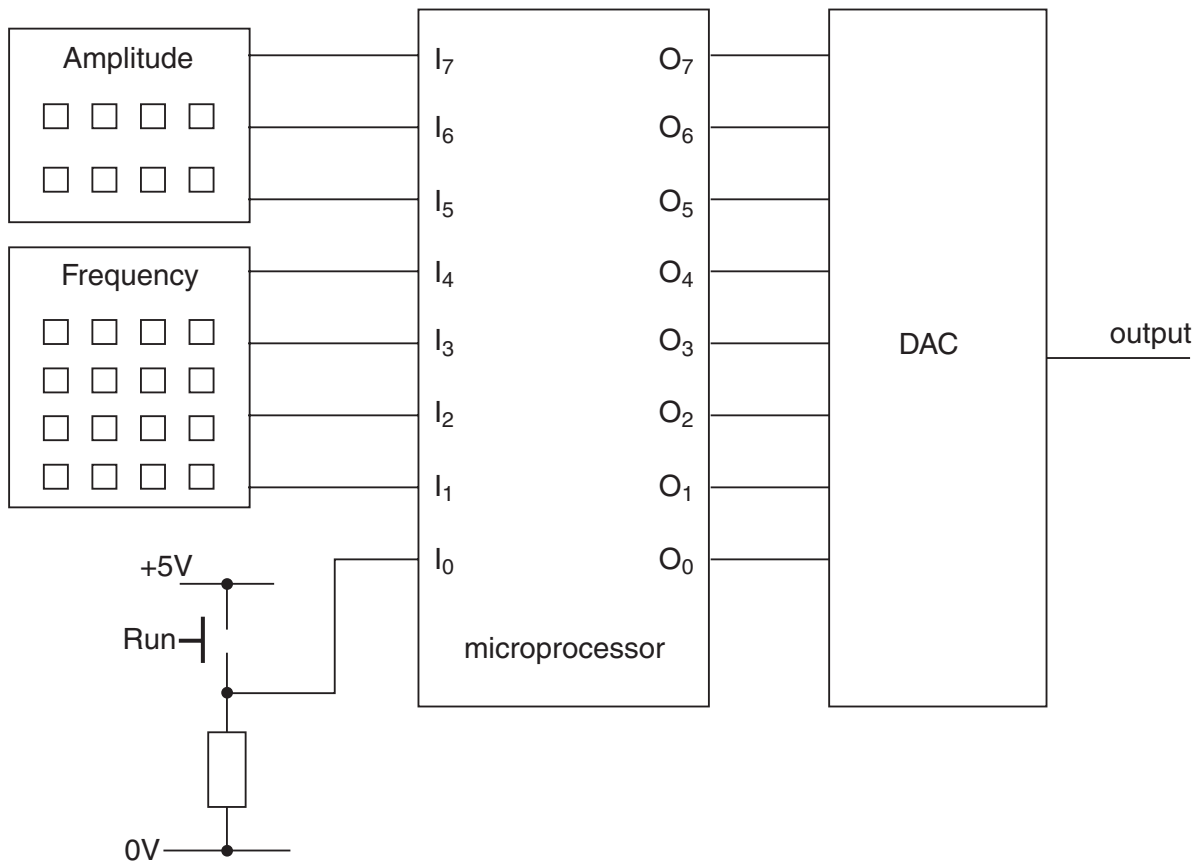 Amplitude
Frequency
+5V
Run
0V
I₇
I₆
I₅
I₄
I₃
I₂
I₁
I₀
O₇
O₆
O₅
O₄
O₃
O₂
O₁
O₀
microprocessor
DAC
output